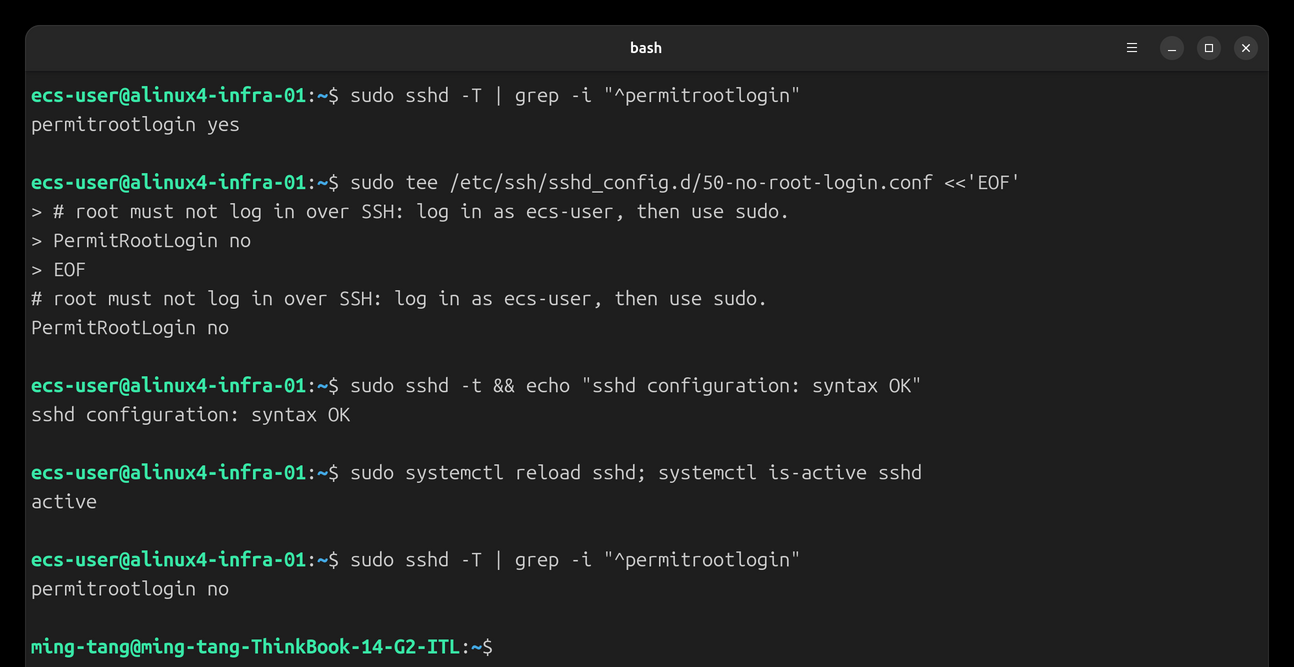 bash
ecs-user@alinux4-infra-01:~$ sudo sshd -T | grep -i "^permitrootlogin"
permitrootlogin yes
ecs-user@alinux4-infra-01:~$ sudo tee /etc/ssh/sshd_config.d/50-no-root-login.conf <<'EOF'
> # root must not log in over SSH: log in as ecs-user, then use sudo.
> PermitRootLogin no
> EOF
# root must not log in over SSH: log in as ecs-user, then use sudo.
PermitRootLogin no
ecs-user@alinux4-infra-01:~$ sudo sshd -t && echo "sshd configuration: syntax OK"
sshd configuration: syntax OK
ecs-user@alinux4-infra-01:~$ sudo systemctl reload sshd; systemctl is-active sshd
active
ecs-user@alinux4-infra-01:~$ sudo sshd -T | grep -i "^permitrootlogin"
permitrootlogin no
ming-tang@ming-tang-ThinkBook-14-G2-ITL:~$